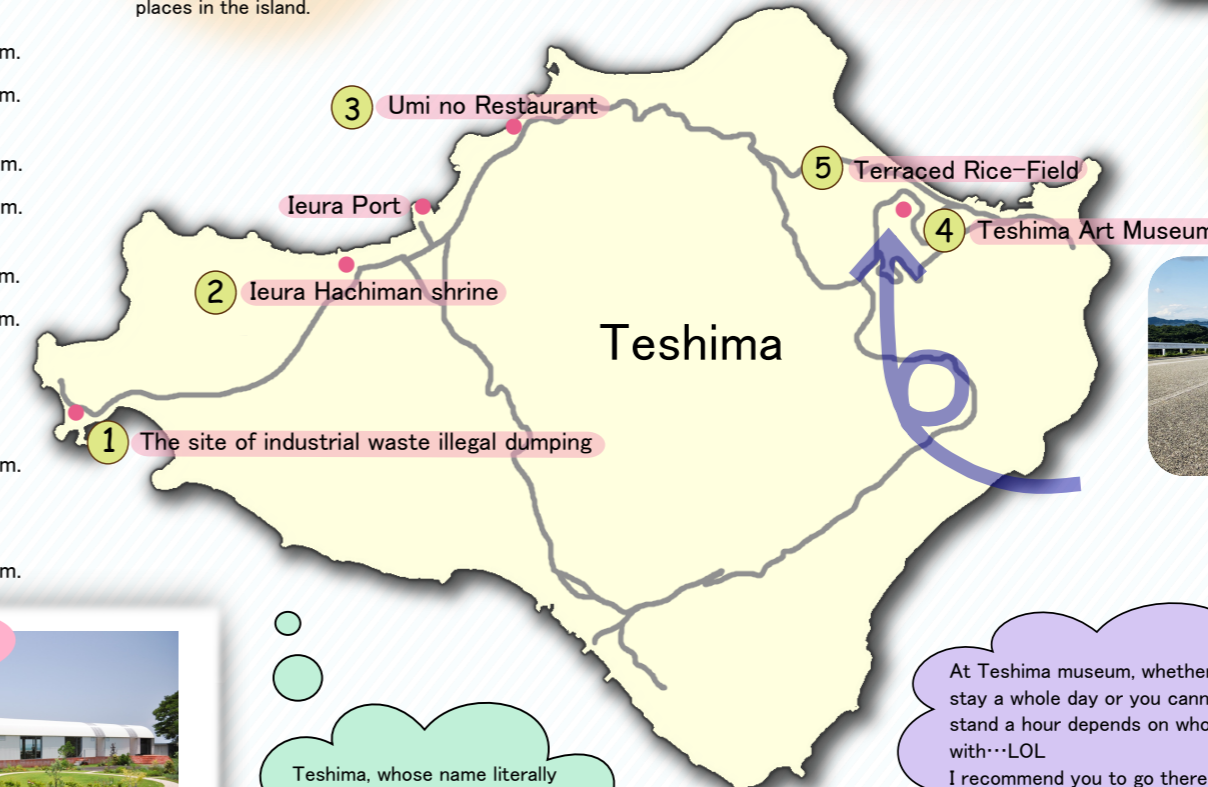 places in the island.
m.
m.
m.
m.
m.
m.
m.
m.
3 Umi no Restaurant
5 Terraced Rice-Field
Ieura Port
4 Teshima Art Museum
2 Ieura Hachiman shrine
Teshima
1 The site of industrial waste illegal dumping
Teshima, whose name literally
At Teshima museum, whether
stay a whole day or you cann
stand a hour depends on who
with…LOL
I recommend you to go there